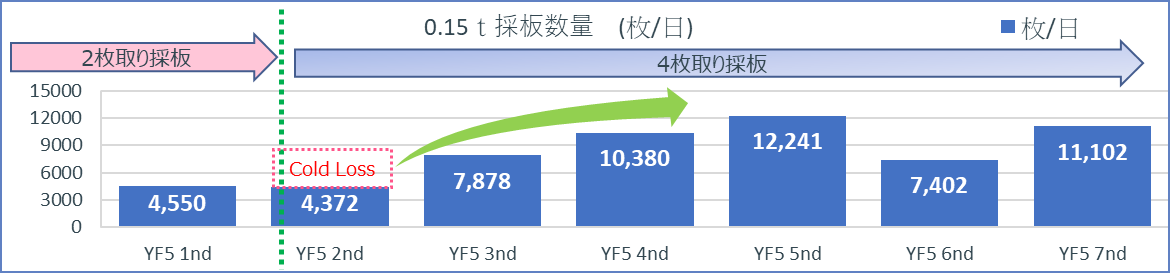 0.15ｔ採板数量　(枚/日)
枚/日
2枚取り採板
4枚取り採板
15000
12000
9000
6000
3000
0
Cold Loss
4,550
4,372
7,878
10,380
12,241
7,402
11,102
YF5 1nd
YF5 2nd
YF5 3nd
YF5 4nd
YF5 5nd
YF5 6nd
YF5 7nd